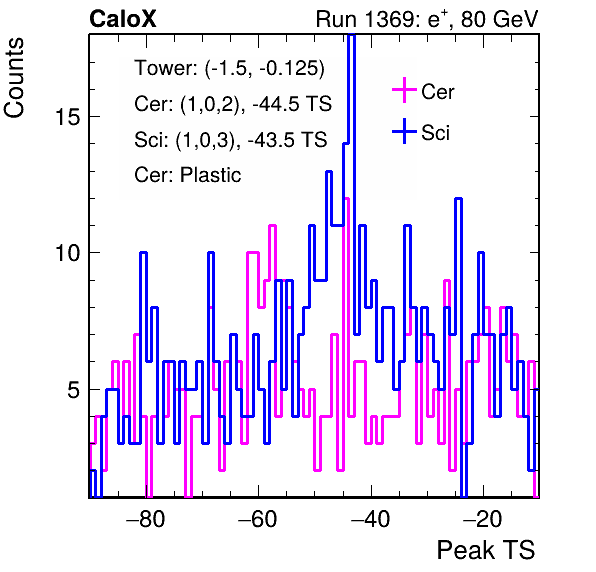 CaloX Run 1369: e+, 80 GeV
Counts
Tower: (-1.5, -0.125)
Cer: (1,0,2), -44.5 TS
Sci: (1,0,3), -43.5 TS
Cer: Plastic
Cer
Sci
15
10
5
−80 −60 −40 −20
Peak TS